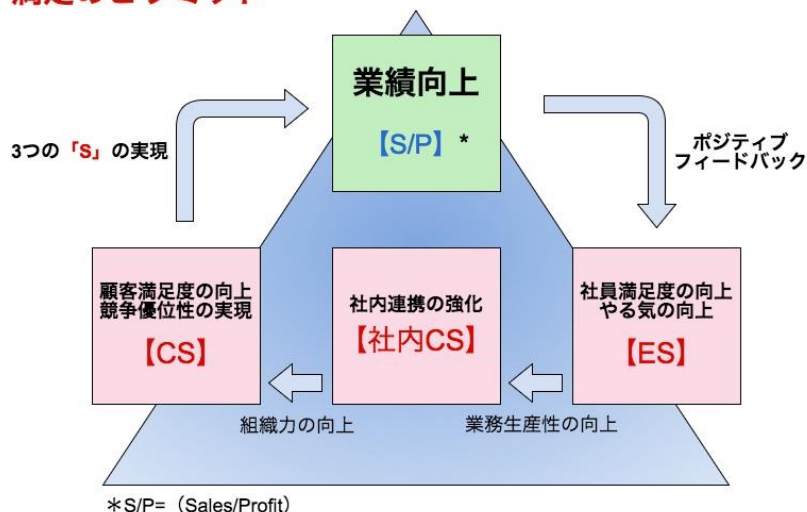 業績向上
【S/P】 *
3つの「S」の実現
ポジティブ
フィードバック
顧客満足度の向上
競争優位性の実現
【CS】
社内連携の強化
【社内CS】
社員満足度の向上
やる気の向上
【ES】
組織力の向上
業務生産性の向上
＊S/P=（Sales/Profit）